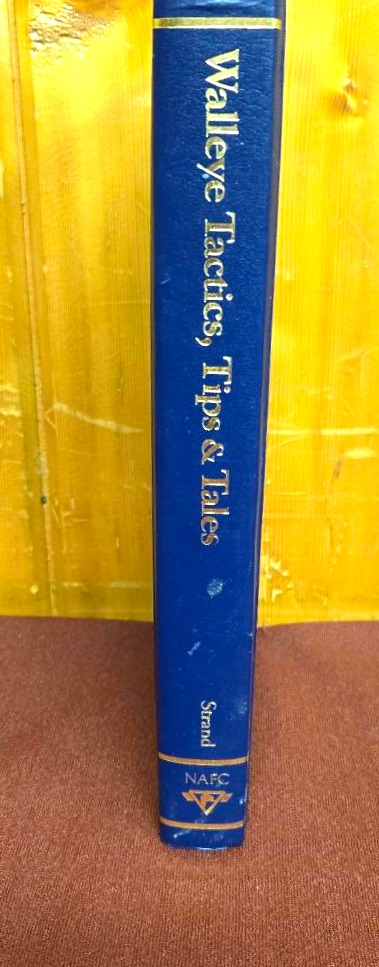 Walleye Tactics, Tips & Tales
Strand
NAFC